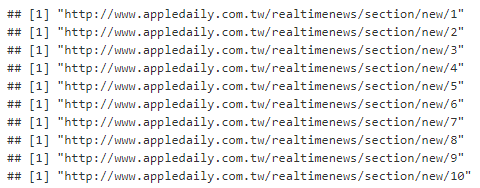 ## [1] "http://www.appledaily.com.tw/realtimenews/section/new/1"
## [1] "http://www.appledaily.com.tw/realtimenews/section/new/2"
## [1] "http://www.appledaily.com.tw/realtimenews/section/new/3"
## [1] "http://www.appledaily.com.tw/realtimenews/section/new/4"
## [1] "http://www.appledaily.com.tw/realtimenews/section/new/5"
## [1] "http://www.appledaily.com.tw/realtimenews/section/new/6"
## [1] "http://www.appledaily.com.tw/realtimenews/section/new/7"
## [1] "http://www.appledaily.com.tw/realtimenews/section/new/8"
## [1] "http://www.appledaily.com.tw/realtimenews/section/new/9"
## [1] "http://www.appledaily.com.tw/realtimenews/section/new/10"